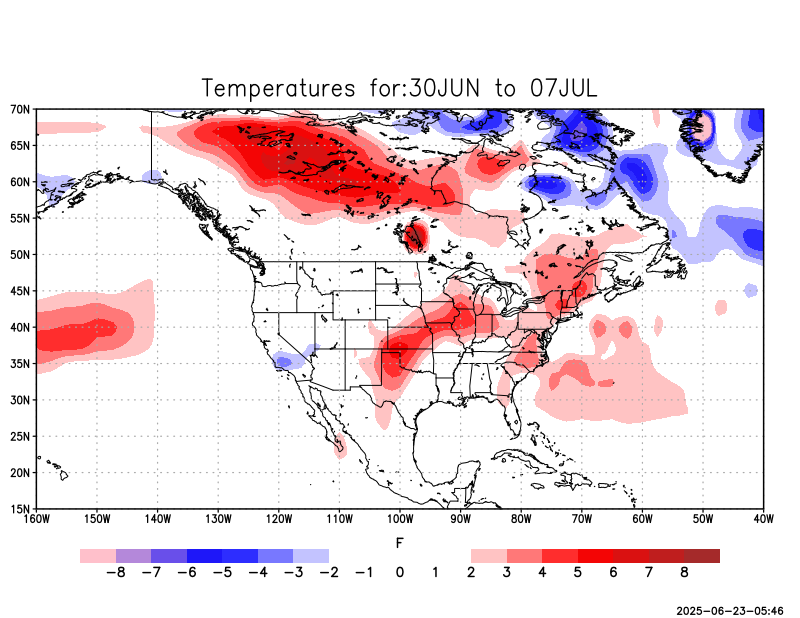 Temperatures for:30JUN to 07JUL
70N
65N
60N
55N
50N
45N
40N
35N
30N
25N
20N
15N
160W 150W 140W 130W 120W 110W 100W 90W 80W 70W 60W 50W 40W
F
-8 -7 -6 -5 -4 -3 -2 -1 0 1 2 3 4 5 6 7 8
2025-06-23-05:46